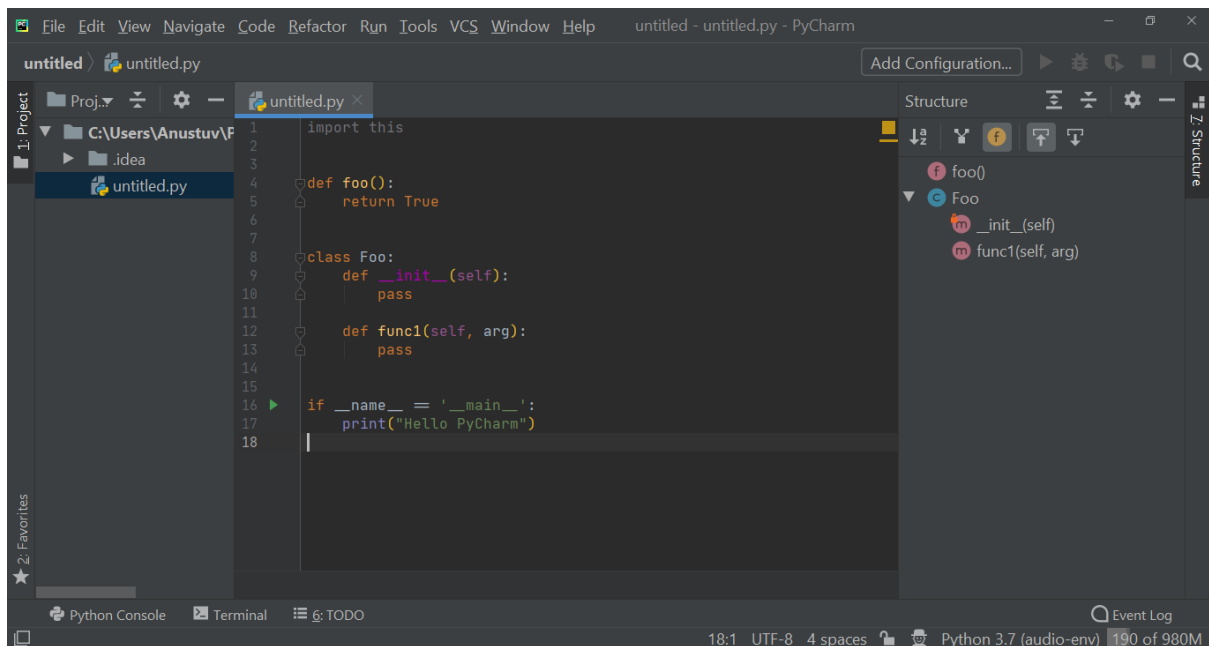 File Edit View Navigate Code Refactor Run Tools VCS Window Help untitled - untitled.py - PyCharm
untitled untitled.py Add Configuration...
1: Project
Proj..
C:\Users\Anustuv\P
.idea
untitled.py
untitled.py
1 import this
2
3
4 def foo():
5     return True
6
7
8 class Foo:
9     def __init__(self):
10         pass
11
12     def func1(self, arg):
13         pass
14
15
16 if __name__ == '__main__':
17     print("Hello PyCharm")
18
Structure
foo()
Foo
__init__(self)
func1(self, arg)
Z: Structure
2: Favorites
Python Console Terminal 6: TODO Event Log
18:1 UTF-8 4 spaces Python 3.7 (audio-env) 190 of 980M